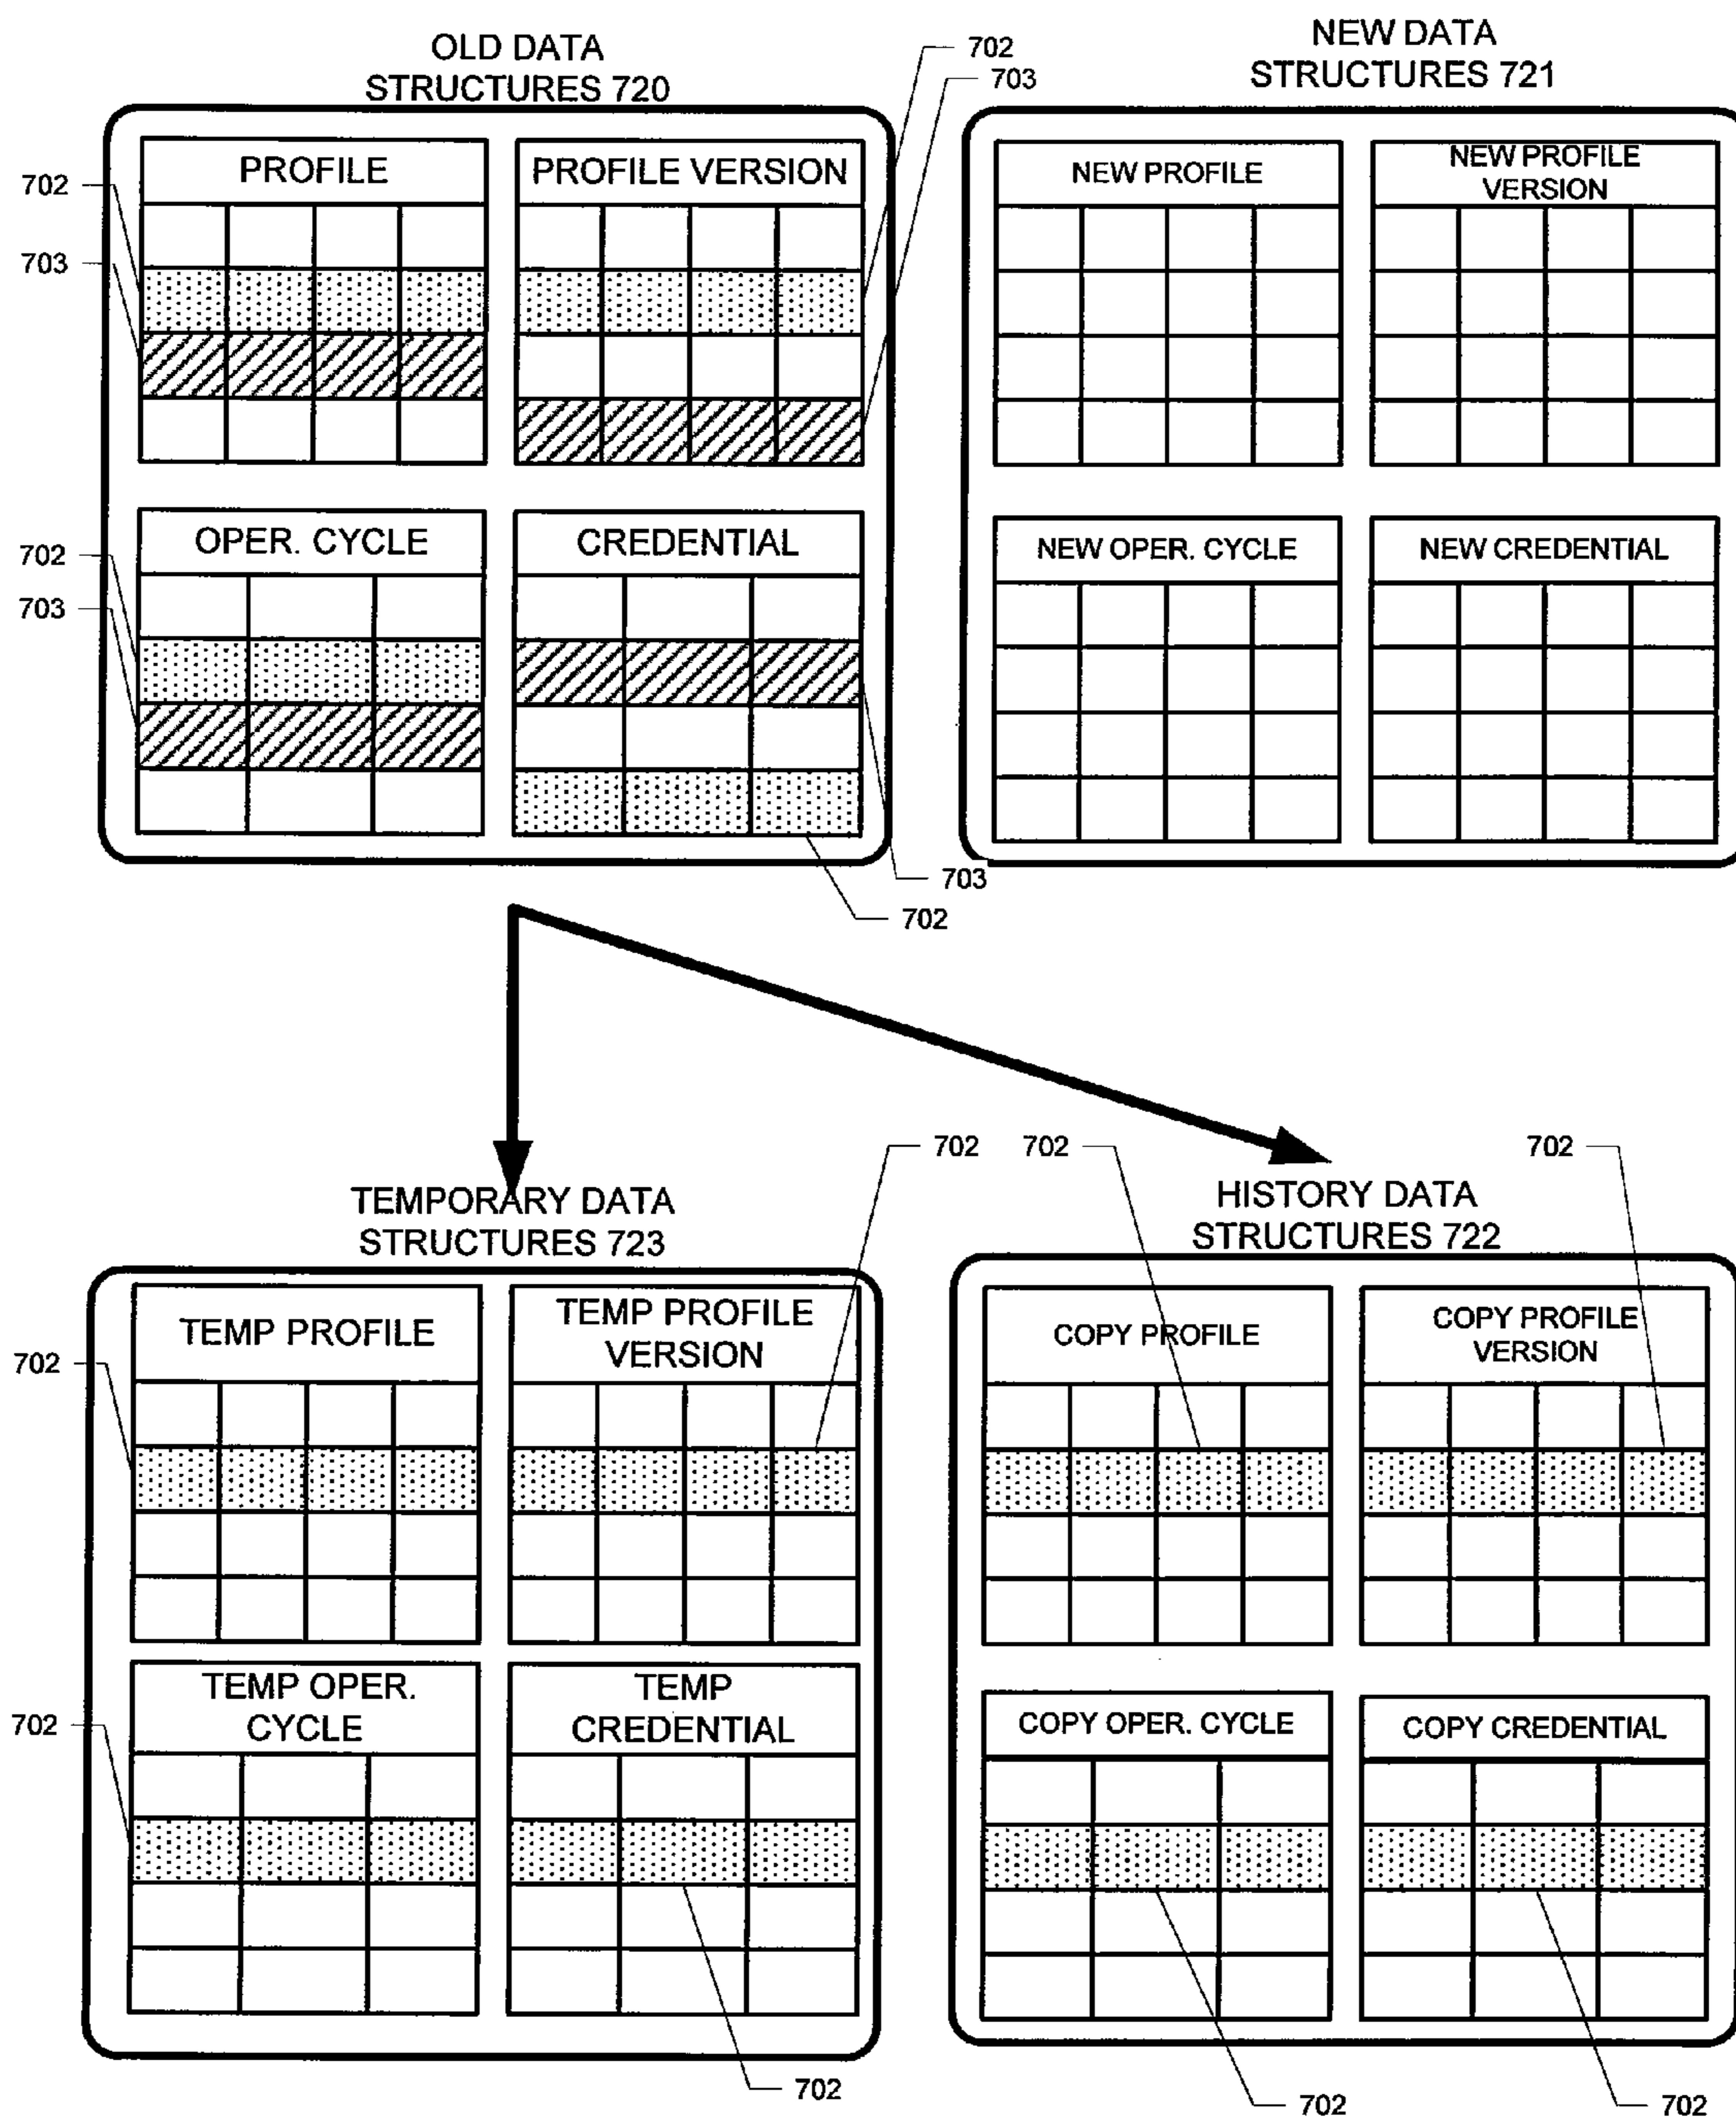 OLD DATA
STRUCTURES 720
702
703
NEW DATA
STRUCTURES 721
PROFILE
PROFILE VERSION
702
703
NEW PROFILE
NEW PROFILE
VERSION
OPER. CYCLE
CREDENTIAL
702
703
NEW OPER. CYCLE
NEW CREDENTIAL
703
702
702
702
702
TEMPORARY DATA
STRUCTURES 723
HISTORY DATA
STRUCTURES 722
TEMP PROFILE
TEMP PROFILE
VERSION
702
COPY PROFILE
COPY PROFILE
VERSION
TEMP OPER.
CYCLE
TEMP
CREDENTIAL
702
COPY OPER. CYCLE
COPY CREDENTIAL
702
702
702